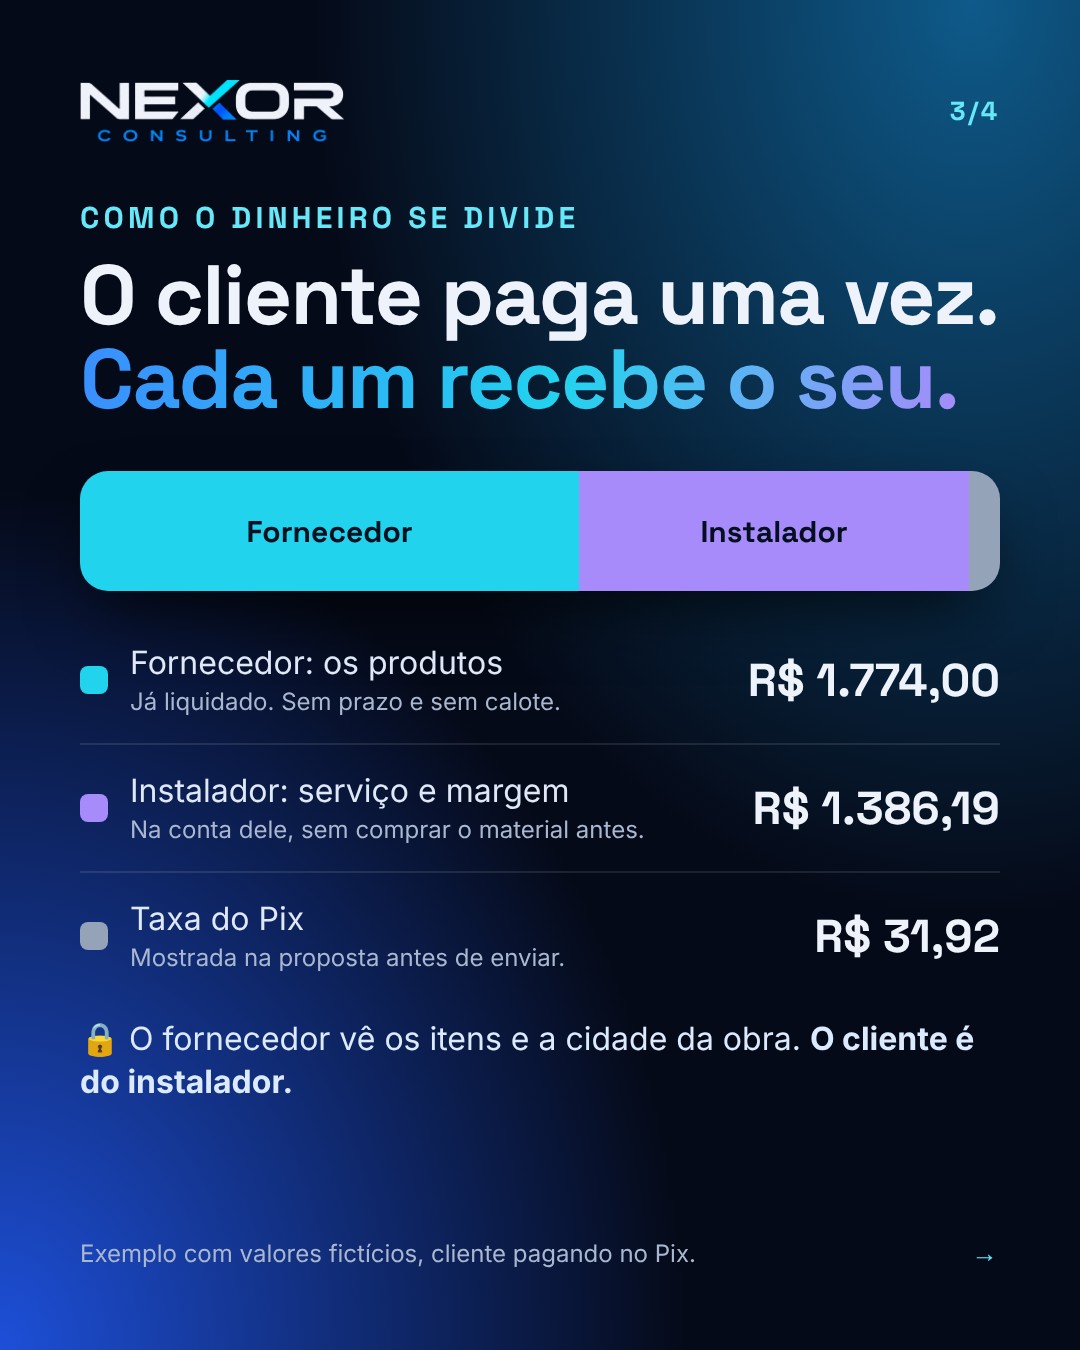 NEXOR
CONSULTING
3/4
COMO O DINHEIRO SE DIVIDE
O cliente paga uma vez.
Cada um recebe o seu.
Fornecedor
Instalador
Fornecedor: os produtos
Já liquidado. Sem prazo e sem calote.
R$ 1.774,00
Instalador: serviço e margem
Na conta dele, sem comprar o material antes.
R$ 1.386,19
Taxa do Pix
Mostrada na proposta antes de enviar.
R$ 31,92
🔒 O fornecedor vê os itens e a cidade da obra. O cliente é
do instalador.
Exemplo com valores fictícios, cliente pagando no Pix.
→